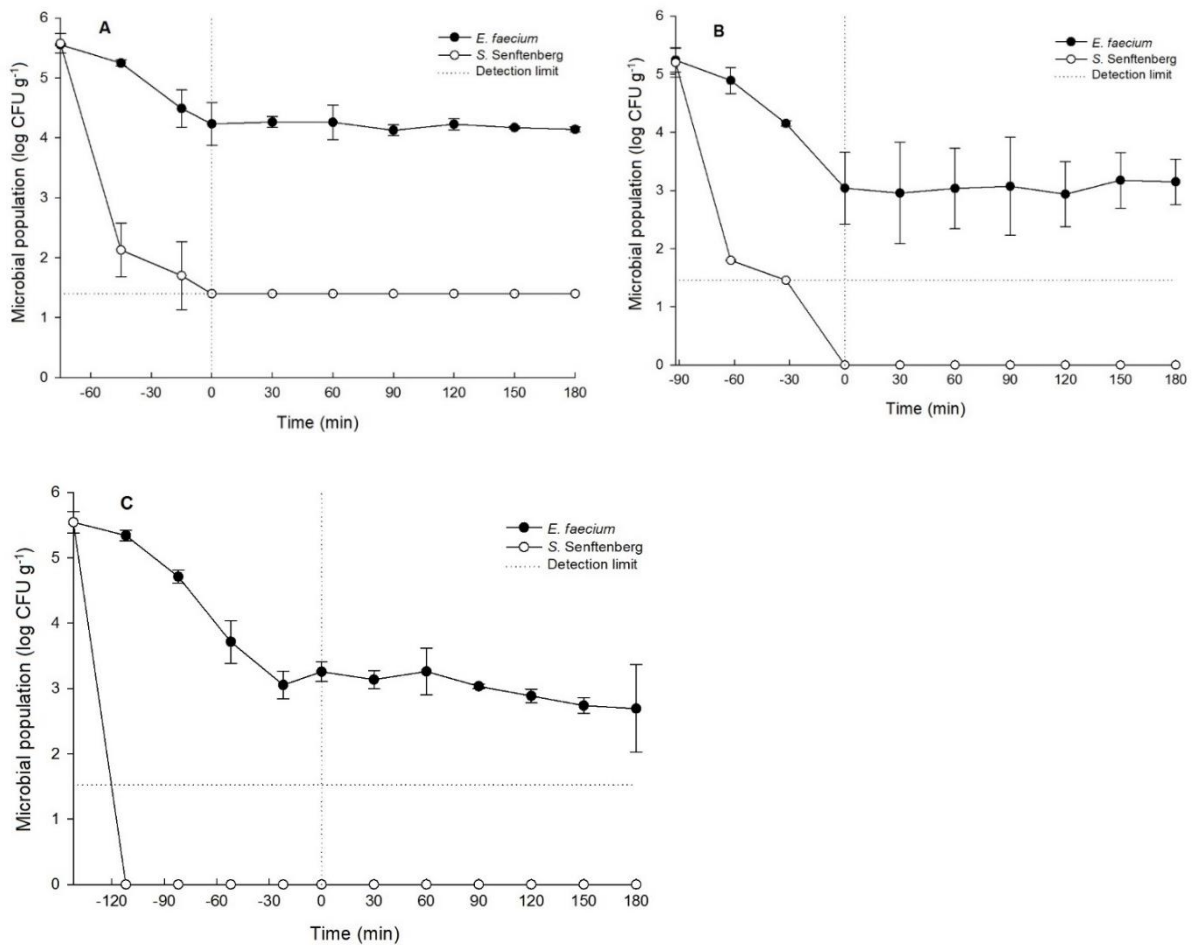 A
Microbial population (log CFU g⁻¹)
6
5
4
3
2
1
0
E. faecium
S. Senftenberg
Detection limit
-60 -30 0 30 60 90 120 150 180
Time (min)
B
Microbial population (log CFU g⁻¹)
6
5
4
3
2
1
0
E. faecium
S. Senftenberg
Detection limit
-90 -60 -30 0 30 60 90 120 150 180
Time (min)
C
Microbial population (log CFU g⁻¹)
6
5
4
3
2
1
0
E. faecium
S. Senftenberg
Detection limit
-120 -90 -60 -30 0 30 60 90 120 150 180
Time (min)